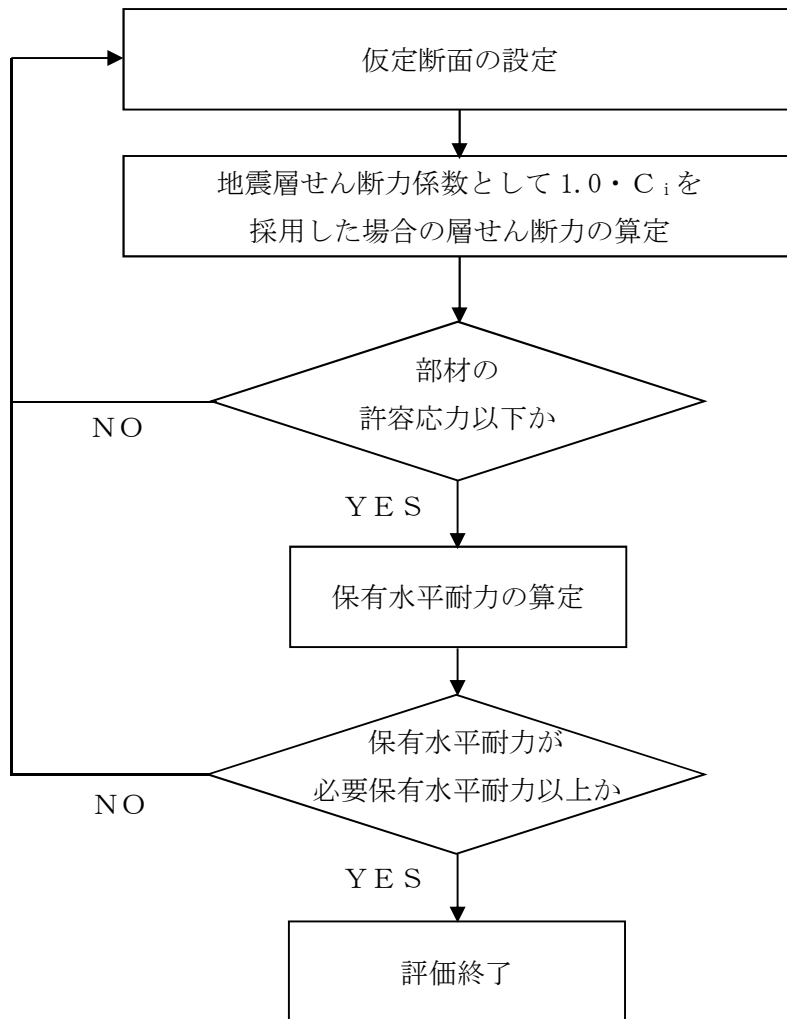 仮定断面の設定
地震層せん断力係数として1.0・Ciを
採用した場合の層せん断力の算定
部材の
許容応力以下か
NO
YES
保有水平耐力の算定
保有水平耐力が
必要保有水平耐力以上か
NO
YES
評価終了